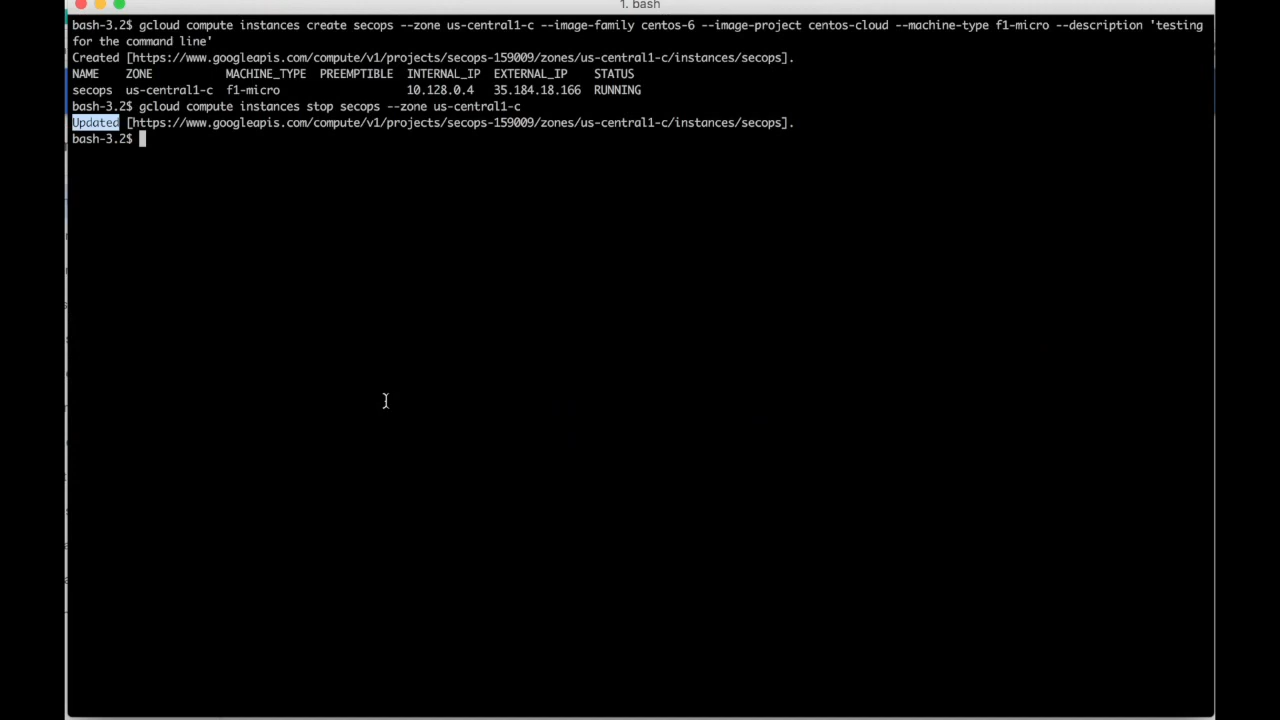 1. bash
bash-3.2$ gcloud compute instances create secops --zone us-central1-c --image-family centos-6 --image-project centos-cloud --machine-type f1-micro --description 'testing
for the command line'
Created [https://www.googleapis.com/compute/v1/projects/secops-159009/zones/us-central1-c/instances/secops].
NAME ZONE MACHINE_TYPE PREEMPTIBLE INTERNAL_IP EXTERNAL_IP STATUS
secops us-central1-c f1-micro 10.128.0.4 35.184.18.166 RUNNING
bash-3.2$ gcloud compute instances stop secops --zone us-central1-c
Updated [https://www.googleapis.com/compute/v1/projects/secops-159009/zones/us-central1-c/instances/secops].
bash-3.2$